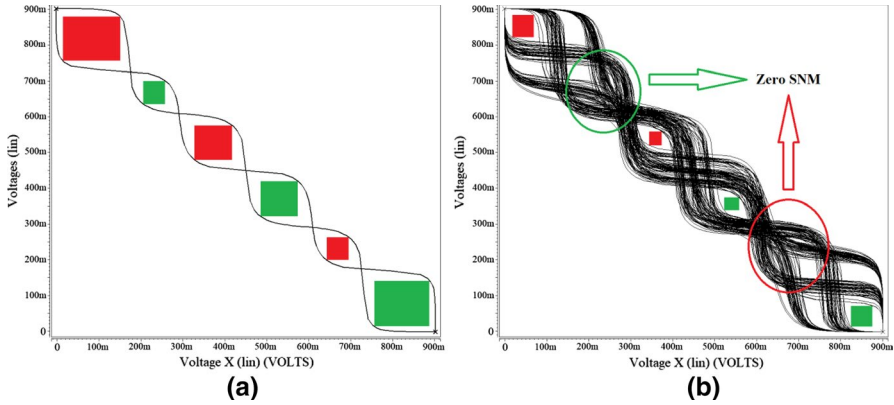 900m
800m
700m
600m
500m
400m
300m
200m
100m
0
Voltages (lin)
0 100m 200m 300m 400m 500m 600m 700m 800m 900m
Voltage X (lin) (VOLTS)
(a)
900m
800m
700m
600m
500m
400m
300m
200m
100m
0
Voltages (lin)
Zero SNM
0 100m 200m 300m 400m 500m 600m 700m 800m 900m
Voltage X (lin) (VOLTS)
(b)